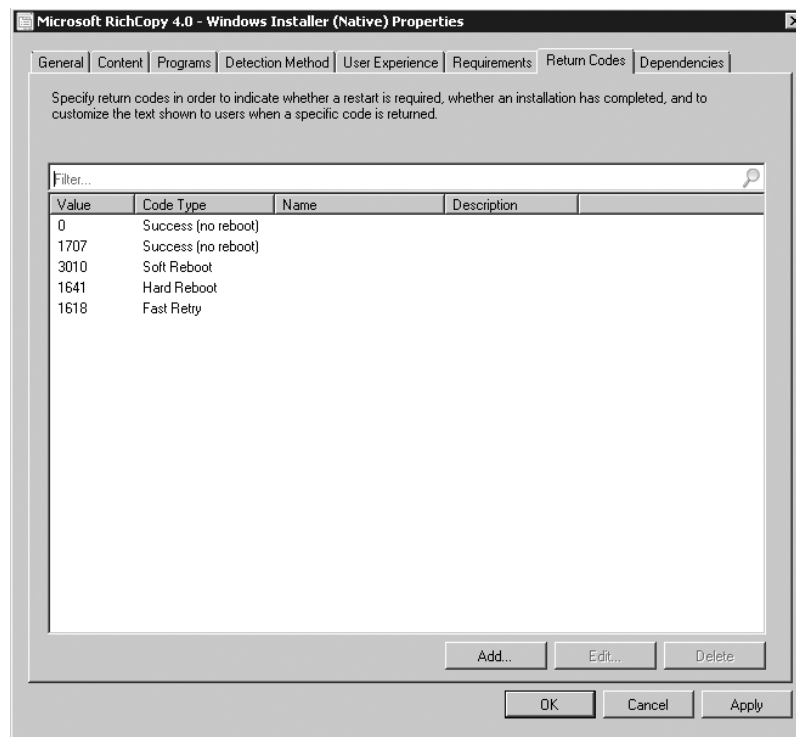 Microsoft RichCopy 4.0 - Windows Installer (Native) Properties
General Content Programs Detection Method User Experience Requirements Return Codes Dependencies
Specify return codes in order to indicate whether a restart is required, whether an installation has completed, and to
customize the text shown to users when a specific code is returned.
Filter...
Value Code Type Name Description
0 Success (no reboot)
1707 Success (no reboot)
3010 Soft Reboot
1641 Hard Reboot
1618 Fast Retry
Add... Edit... Delete
OK Cancel Apply